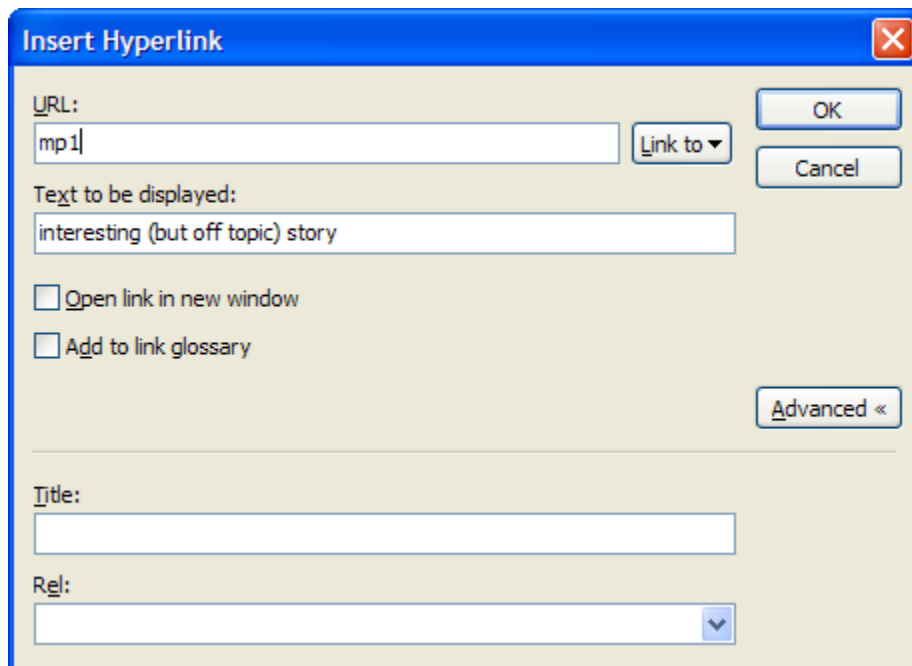 Insert Hyperlink
URL:
OK
mp1
Link to
Cancel
Text to be displayed:
interesting (but off topic) story
Open link in new window
Add to link glossary
Advanced «
Title:
Rel: